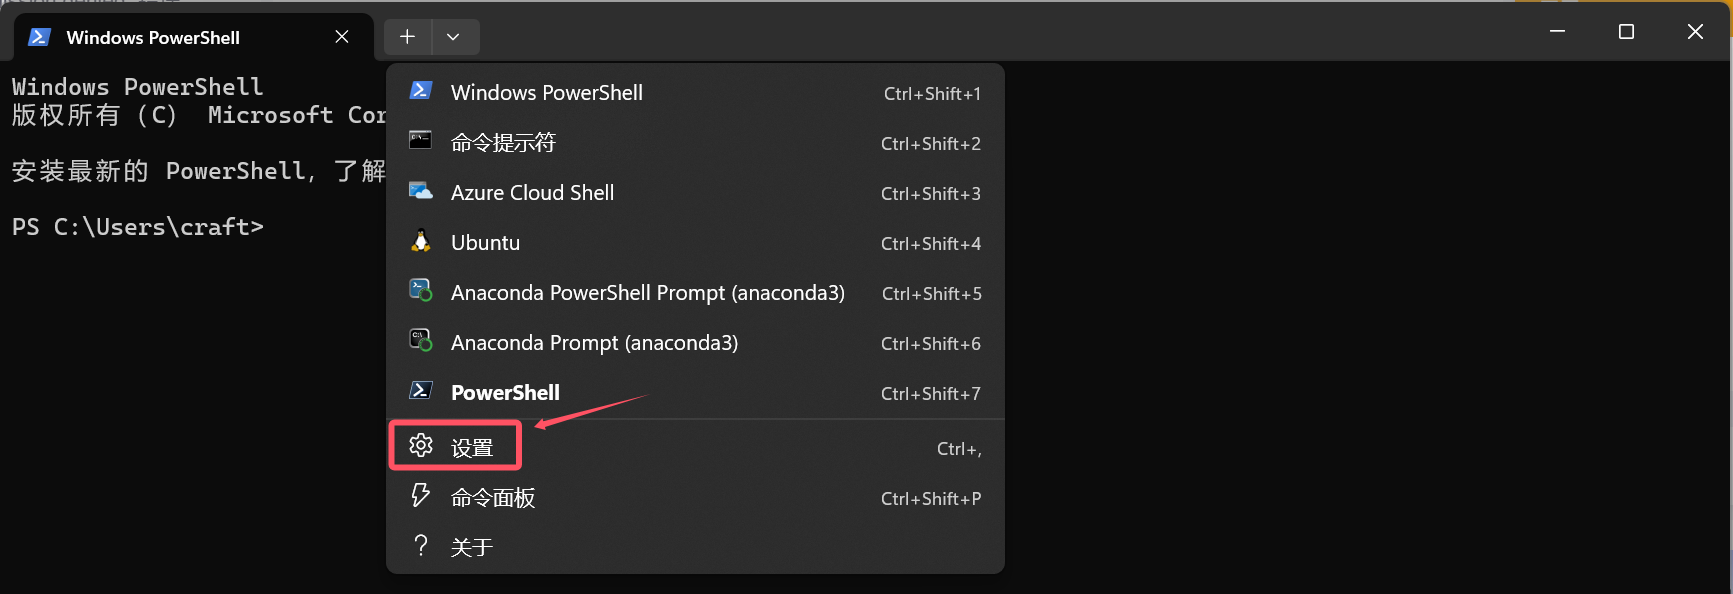 Windows PowerShell
Windows PowerShell
版权所有 (C) Microsoft Cor
安装最新的 PowerShell, 了解
PS C:\Users\craft>
Windows PowerShell Ctrl+Shift+1
命令提示符 Ctrl+Shift+2
Azure Cloud Shell Ctrl+Shift+3
Ubuntu Ctrl+Shift+4
Anaconda PowerShell Prompt (anaconda3) Ctrl+Shift+5
Anaconda Prompt (anaconda3) Ctrl+Shift+6
PowerShell Ctrl+Shift+7
设置 Ctrl+,
命令面板 Ctrl+Shift+P
关于